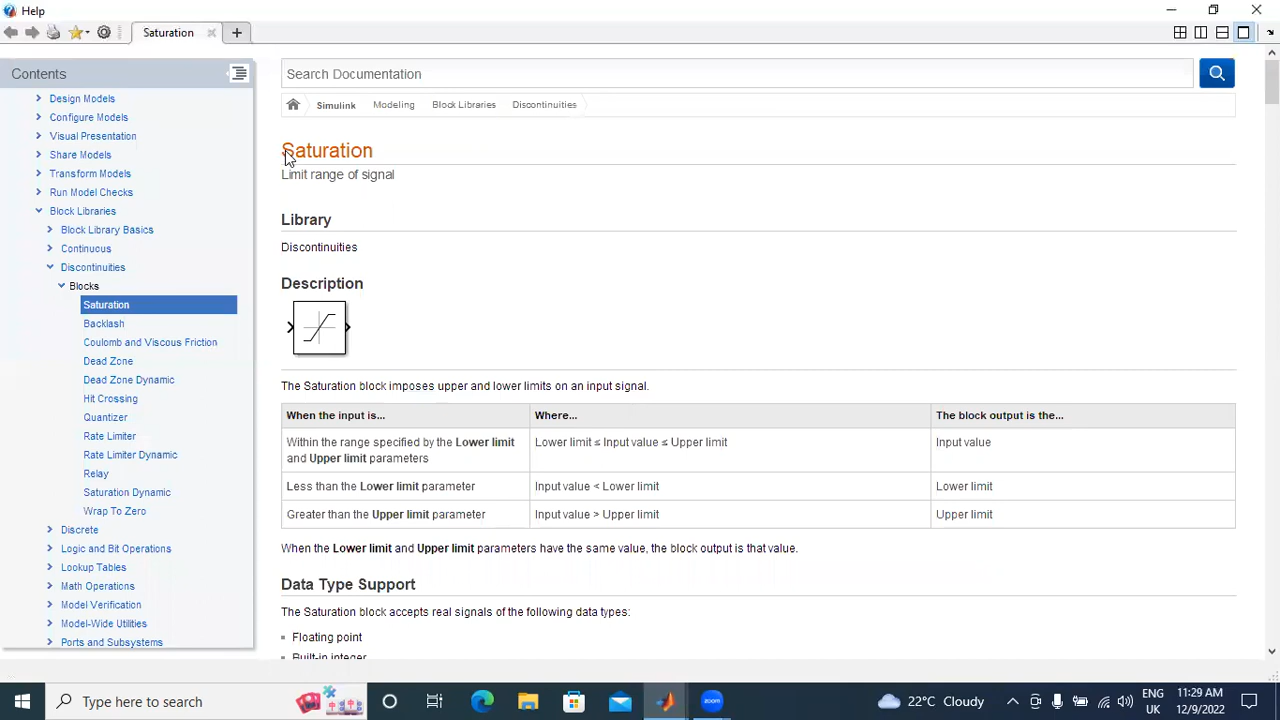 Help
Saturation
Contents
Design Models
Configure Models
Visual Presentation
Share Models
Transform Models
Run Model Checks
Block Libraries
Block Library Basics
Continuous
Discontinuities
Blocks
Saturation
Backlash
Coulomb and Viscous Friction
Dead Zone
Dead Zone Dynamic
Hit Crossing
Quantizer
Rate Limiter
Rate Limiter Dynamic
Relay
Saturation Dynamic
Wrap To Zero
Discrete
Logic and Bit Operations
Lookup Tables
Math Operations
Model Verification
Model-Wide Utilities
Ports and Subsystems
Search Documentation
Simulink Modeling Block Libraries Discontinuities
Saturation
Limit range of signal
Library
Discontinuities
Description
The Saturation block imposes upper and lower limits on an input signal.
When the input is... Where... The block output is the...
Within the range specified by the Lower limit Lower limit ≤ Input value ≤ Upper limit Input value
and Upper limit parameters
Less than the Lower limit parameter Input value < Lower limit Lower limit
Greater than the Upper limit parameter Input value > Upper limit Upper limit
When the Lower limit and Upper limit parameters have the same value, the block output is that value.
Data Type Support
The Saturation block accepts real signals of the following data types:
Floating point
Built-in integer
Type here to search
zoom
22°C Cloudy
ENG
UK
11:29 AM
12/9/2022